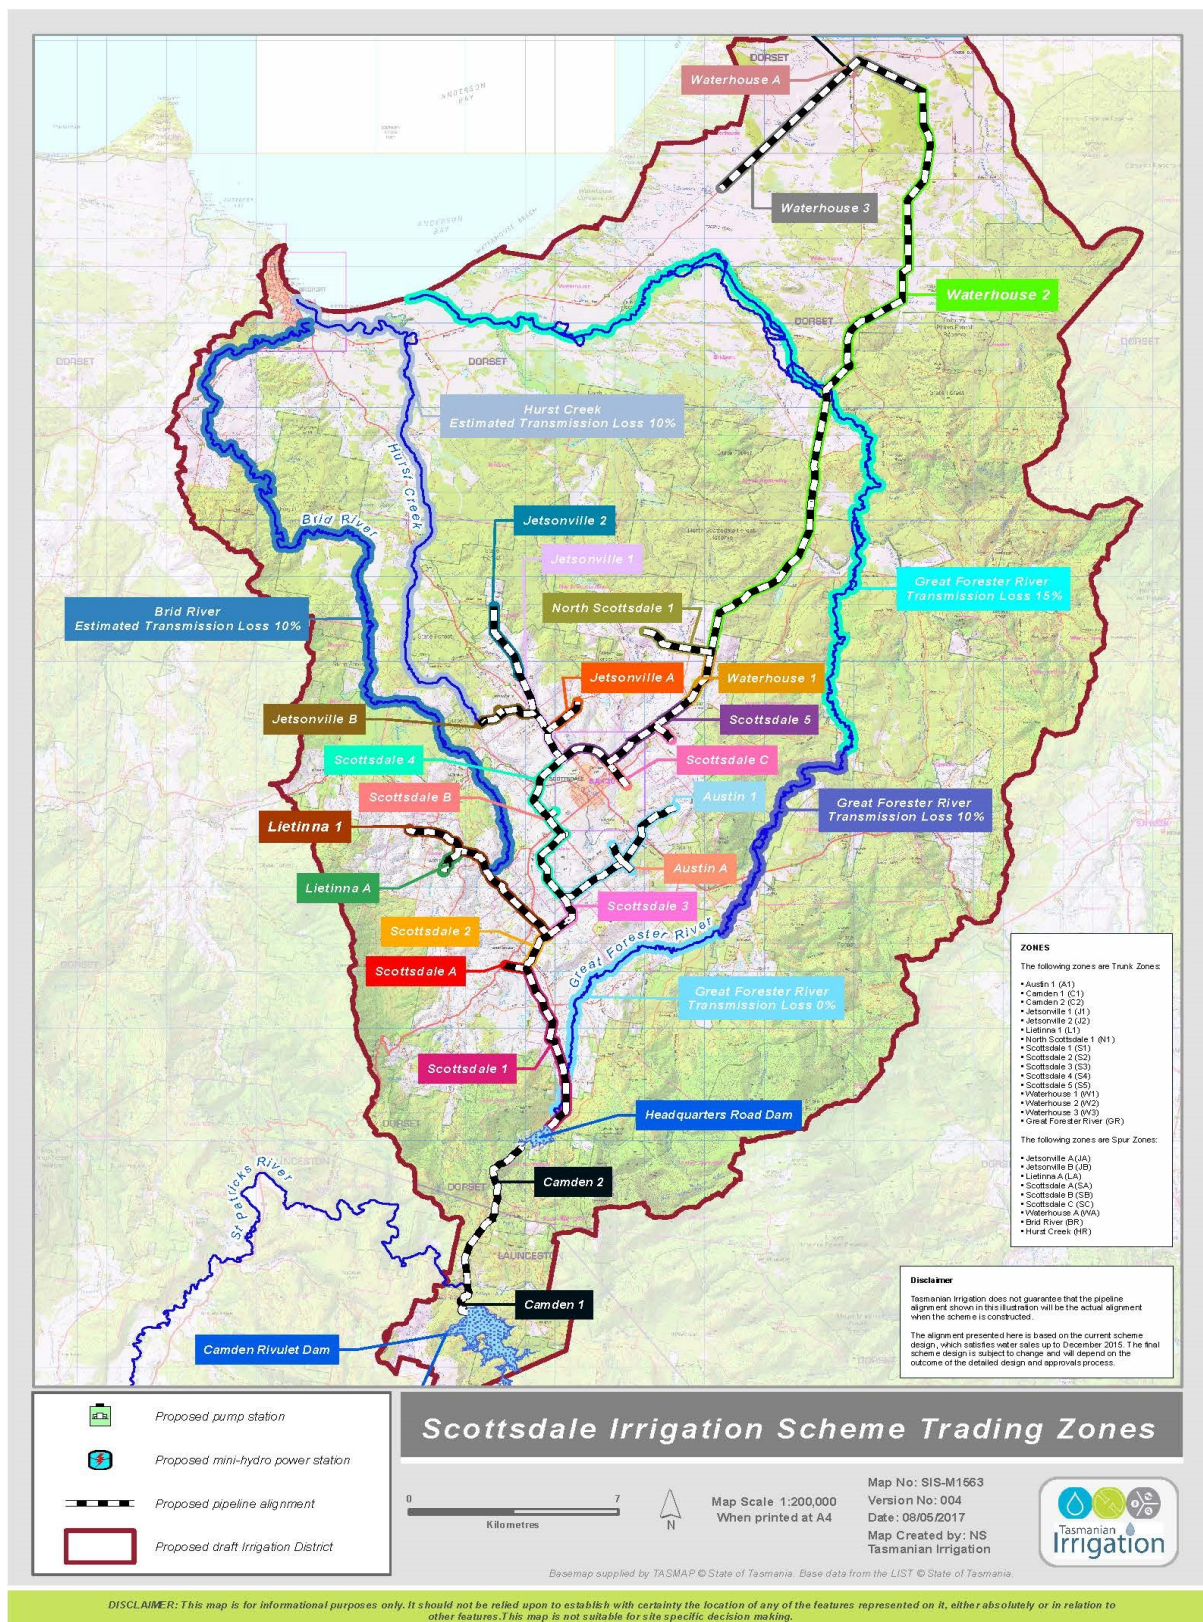 ANDERSON
BAY
DORSET
Waterhouse A
Waterhouse 3
ANDERSON
BAY
Waterhouse 2
DORSET
DORSET
DORSET
DORSET
Hurst Creek
Estimated Transmission Loss 10%
Hurst Creek
Brid River
Jetsonville 2
Jetsonville 1
Great Forester River
Transmission Loss 15%
North Scottsdale 1
Brid River
Estimated Transmission Loss 10%
Jetsonville A
Waterhouse 1
Jetsonville B
Scottsdale 5
Scottsdale 4
Scottsdale C
SCOTTSDALE
Scottsdale B
Austin 1
Great Forester River
Transmission Loss 10%
Lietinna 1
Austin A
Lietinna A
Scottsdale 3
Scottsdale 2
Great Forester River
Scottsdale A
DORSET
Great Forester River
Transmission Loss 0%
Scottsdale 1
Headquarters Road Dam
DORSET
LAUNCESTON
St Patricks River
Camden 2
DORSET
LAUNCESTON
Camden 1
Camden Rivulet Dam
ZONES
The following zones are Trunk Zones:
• Austin 1 (A1)
• Camden 1 (C1)
• Camden 2 (C2)
• Jetsonville 1 (J1)
• Jetsonville 2 (J2)
• Lietinna 1 (L1)
• North Scottsdale 1 (N1)
• Scottsdale 1 (S1)
• Scottsdale 2 (S2)
• Scottsdale 3 (S3)
• Scottsdale 4 (S4)
• Scottsdale 5 (S5)
• Waterhouse 1 (W1)
• Waterhouse 2 (W2)
• Waterhouse 3 (W3)
• Great Forester River (GR)
The following zones are Spur Zones:
• Jetsonville A (JA)
• Jetsonville B (JB)
• Lietinna A (LA)
• Scottsdale A (SA)
• Scottsdale B (SB)
• Scottsdale C (SC)
• Waterhouse A (WA)
• Brid River (BR)
• Hurst Creek (HR)
Disclaimer
Tasmanian Irrigation does not guarantee that the pipeline
alignment shown in this illustration will be the actual alignment
when the scheme is constructed.
The alignment presented here is based on the current scheme
design, which satisfies water sales up to December 2015. The final
scheme design is subject to change and will depend on the
outcome of the detailed design and approvals process.
Proposed pump station
Proposed mini-hydro power station
Proposed pipeline alignment
Proposed draft Irrigation District
Scottsdale Irrigation Scheme Trading Zones
0 7
Kilometres
N
Map Scale 1:200,000
When printed at A4
Map No: SIS-M1563
Version No: 004
Date: 08/05/2017
Map Created by: NS
Tasmanian Irrigation
Tasmanian
Irrigation
Basemap supplied by TASMAP © State of Tasmania. Base data from the LIST © State of Tasmania.
DISCLAIMER: This map is for informational purposes only. It should not be relied upon to establish with certainty the location of any of the features represented on it, either absolutely or in relation to
other features.This map is not suitable for site specific decision making.